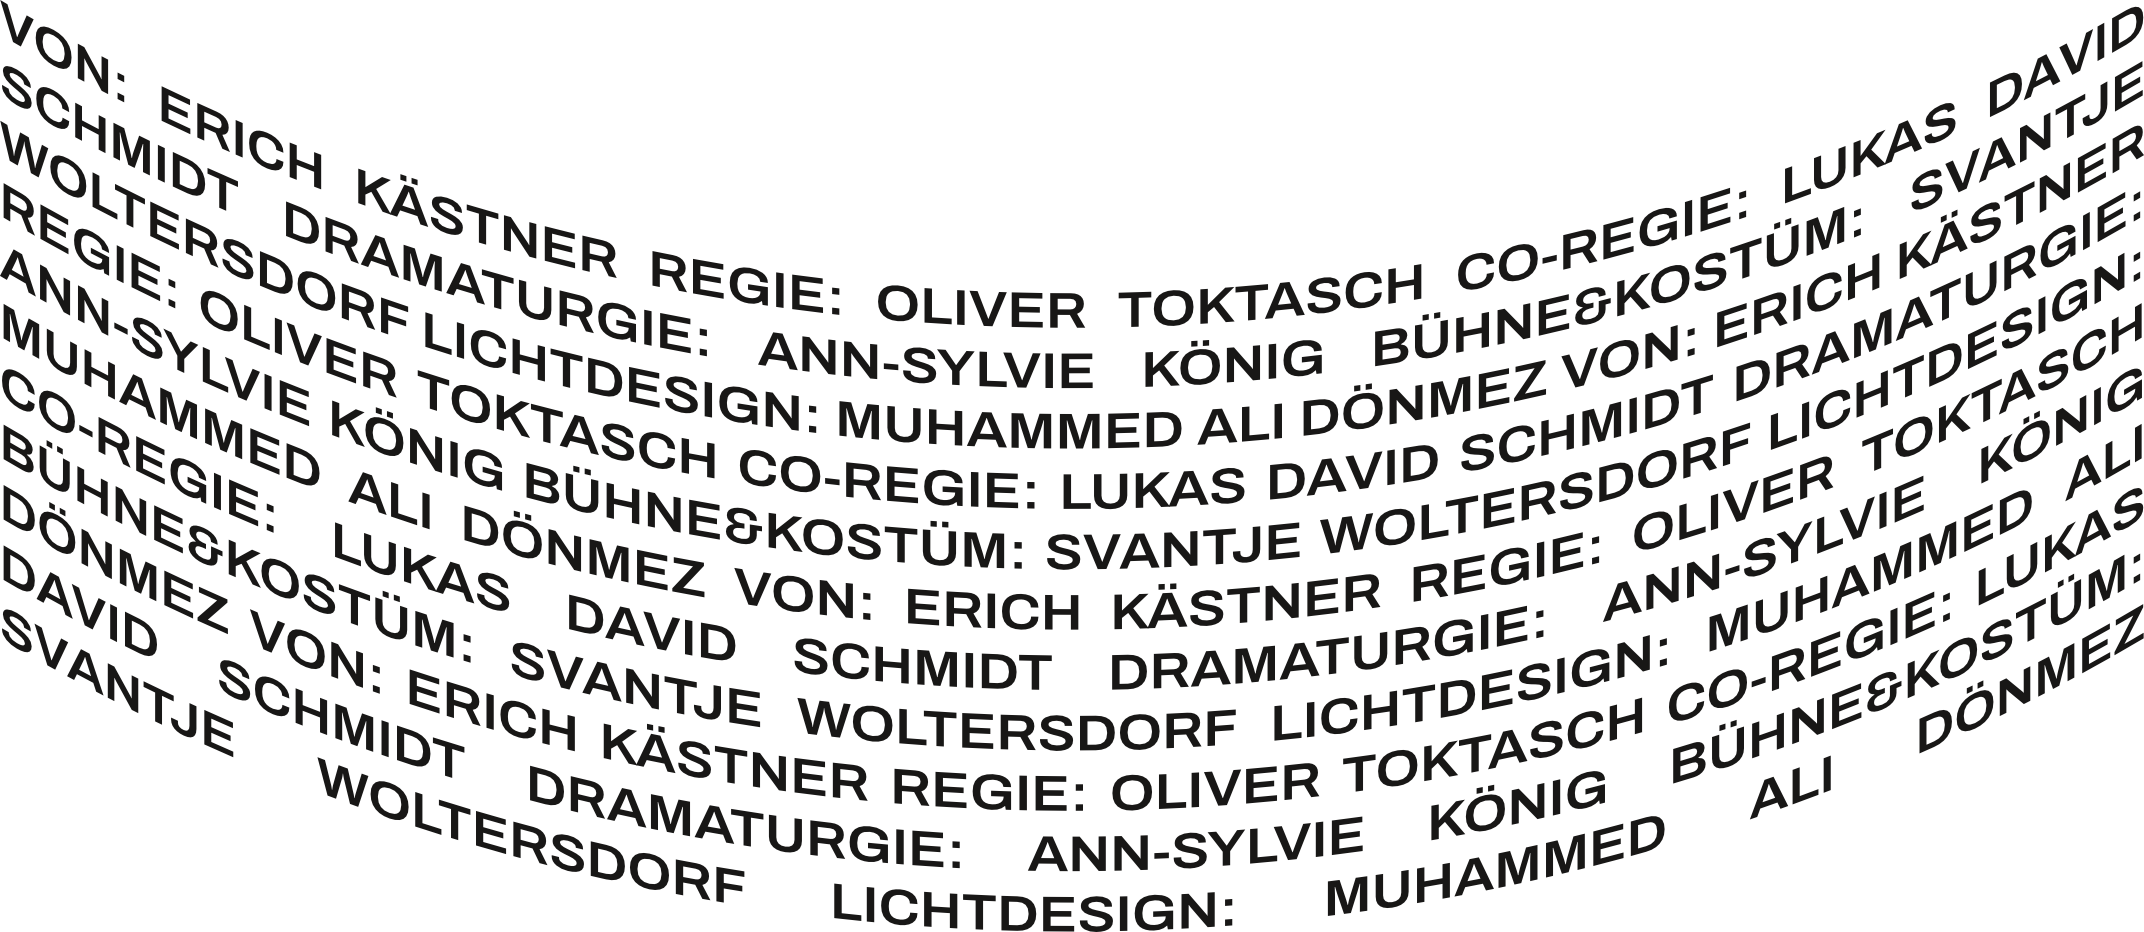 VON: ERICH KÄSTNER REGIE: OLIVER TOKTASCH CO-REGIE: LUKAS DAVID
SCHMIDT DRAMATURGIE: ANN-SYLVIE KÖNIG BÜHNE&KOSTÜM: SVANTJE
WOLTERSDORF LICHTDESIGN: MUHAMMED ALI DÖNMEZ VON: ERICH KÄSTNER
REGIE: OLIVER TOKTASCH CO-REGIE: LUKAS DAVID SCHMIDT DRAMATURGIE:
ANN-SYLVIE KÖNIG BÜHNE&KOSTÜM: SVANTJE WOLTERSDORF LICHTDESIGN:
MUHAMMED ALI DÖNMEZ VON: ERICH KÄSTNER REGIE: OLIVER TOKTASCH
CO-REGIE: LUKAS DAVID SCHMIDT DRAMATURGIE: ANN-SYLVIE KÖNIG
BÜHNE&KOSTÜM: SVANTJE WOLTERSDORF LICHTDESIGN: MUHAMMED ALI
DÖNMEZ VON: ERICH KÄSTNER REGIE: OLIVER TOKTASCH CO-REGIE: LUKAS
DAVID SCHMIDT DRAMATURGIE: ANN-SYLVIE KÖNIG BÜHNE&KOSTÜM:
SVANTJE WOLTERSDORF LICHTDESIGN: MUHAMMED ALI DÖNMEZ